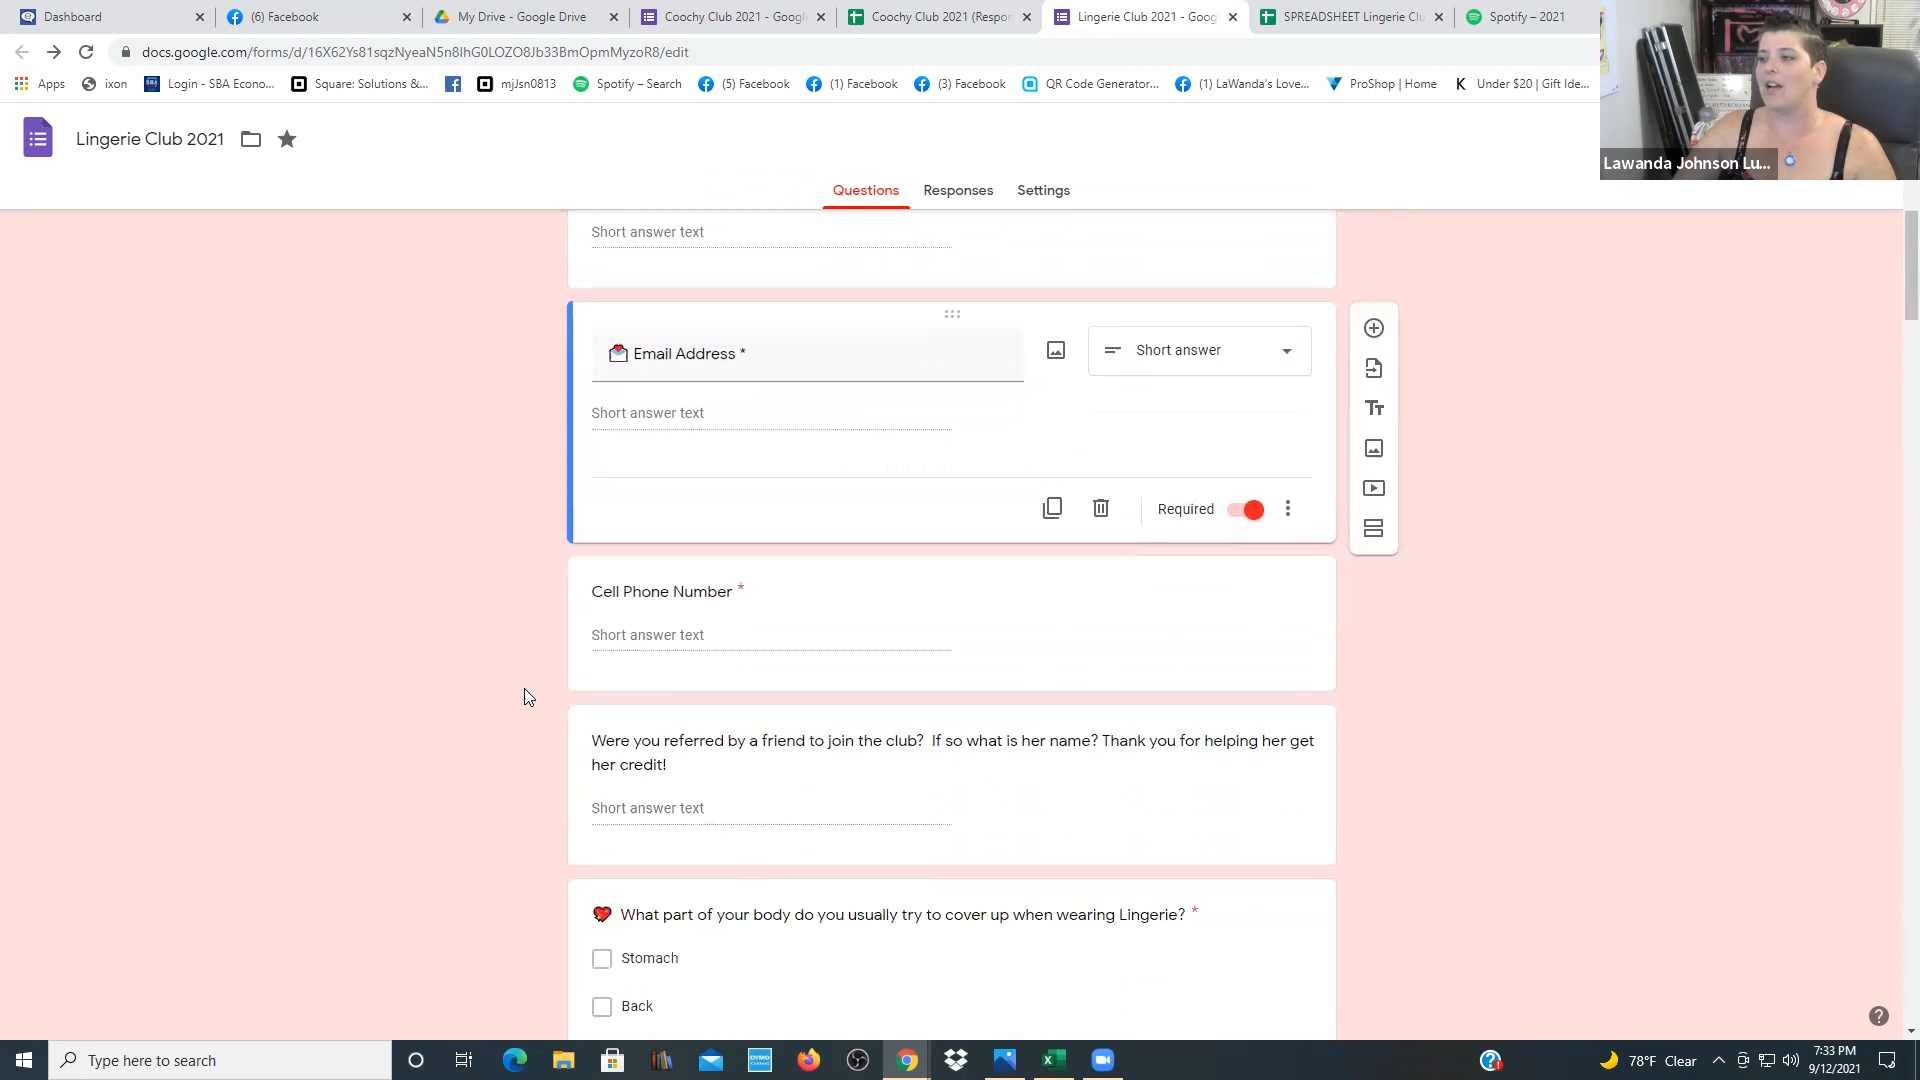 Dashboard
(6) Facebook
My Drive - Google Drive
Coochy Club 2021 - Googl
Coochy Club 2021 (Respon
Lingerie Club 2021 - Goog
SPREADSHEET Lingerie Clu
Spotify – 2021
docs.google.com/forms/d/16X62Ys81sqzNyeaN5n8IhG0LOZO8Jb33BmOpmMyzoR8/edit
Apps
ixon
Login - SBA Econo...
Square: Solutions &...
mjJsn0813
Spotify – Search
(5) Facebook
(1) Facebook
(3) Facebook
QR Code Generator...
(1) LaWanda's Love...
ProShop | Home
Under $20 | Gift Ide...
Lawanda Johnson Lu...
Lingerie Club 2021
Questions
Responses
Settings
Short answer text
Email Address *
Short answer
Short answer text
Required
Cell Phone Number *
Short answer text
Were you referred by a friend to join the club?  If so what is her name? Thank you for helping her get
her credit!
Short answer text
What part of your body do you usually try to cover up when wearing Lingerie? *
Stomach
Back
Type here to search
78°F Clear
7:33 PM
9/12/2021